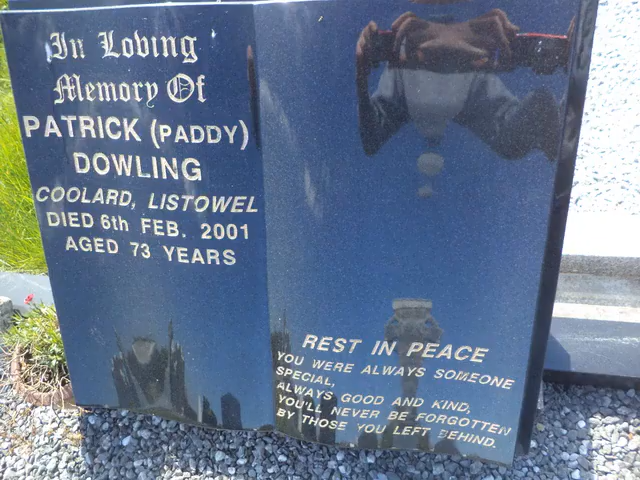 In Loving
Memory Of
PATRICK (PADDY)
DOWLING
COOLARD, LISTOWEL
DIED 6th FEB. 2001
AGED 73 YEARS
REST IN PEACE
YOU WERE ALWAYS SOMEONE
SPECIAL,
ALWAYS GOOD AND KIND,
YOU'LL NEVER BE FORGOTTEN
BY THOSE YOU LEFT BEHIND.